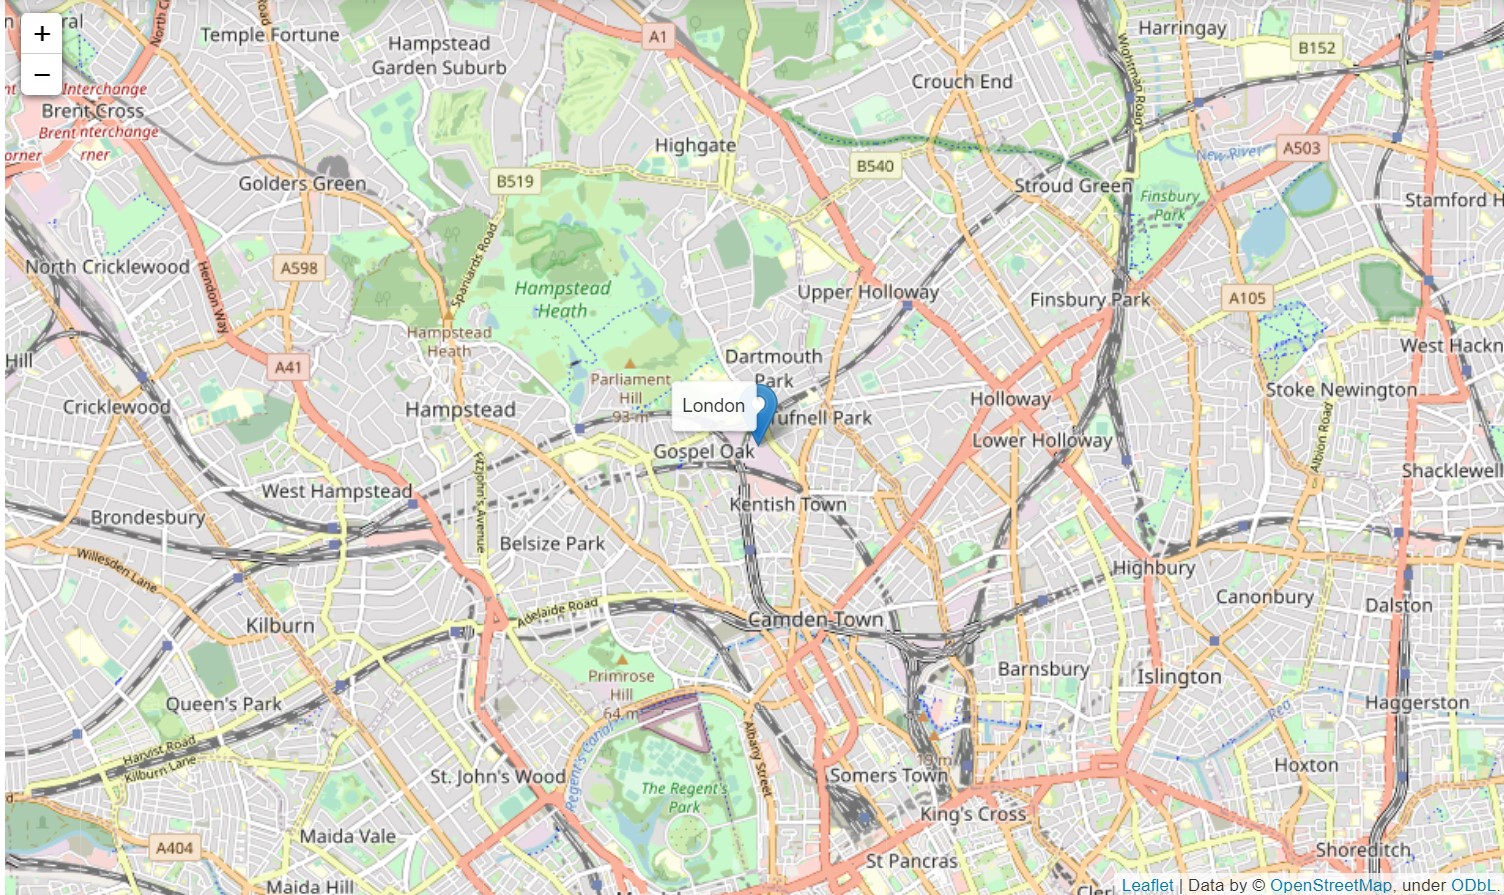 +
−
Temple Fortune
Hampstead
Garden Suburb
A1
Harringay
B152
Wightman Road
Crouch End
Interchange
Brent Cross
Highgate
B540
New River
A503
Golders Green
B519
Stroud Green
Finsbury
Park
Stamford H
North Cricklewood
A598
Hendon Way
Spaniards Road
Hampstead
Heath
Upper Holloway
Finsbury Park
A105
Hampstead
Heath
Hill
A41
Dartmouth
Park
West Hackn
Parliament
Hill
93 m
London
Tufnell Park
Cricklewood
Hampstead
Holloway
Stoke Newington
Lower Holloway
Albion Road
Gospel Oak
Shacklewell
West Hampstead
Fitzjohn's Avenue
Kentish Town
Brondesbury
Belsize Park
Willesden Lane
Highbury
Adelaide Road
Canonbury
Dalston
Kilburn
Camden Town
Primrose
Hill
64 m
Barnsbury
Islington
Queen's Park
Haggerston
Regent's Canal
Albany Street
Harvist Road
Kilburn Lane
St. John's Wood
The Regent's
Park
Somers Town
19 m
Hoxton
King's Cross
A404
Maida Vale
St Pancras
Shoreditch
Maida Hill
Leaflet | Data by © OpenStreetMap, under ODbL.